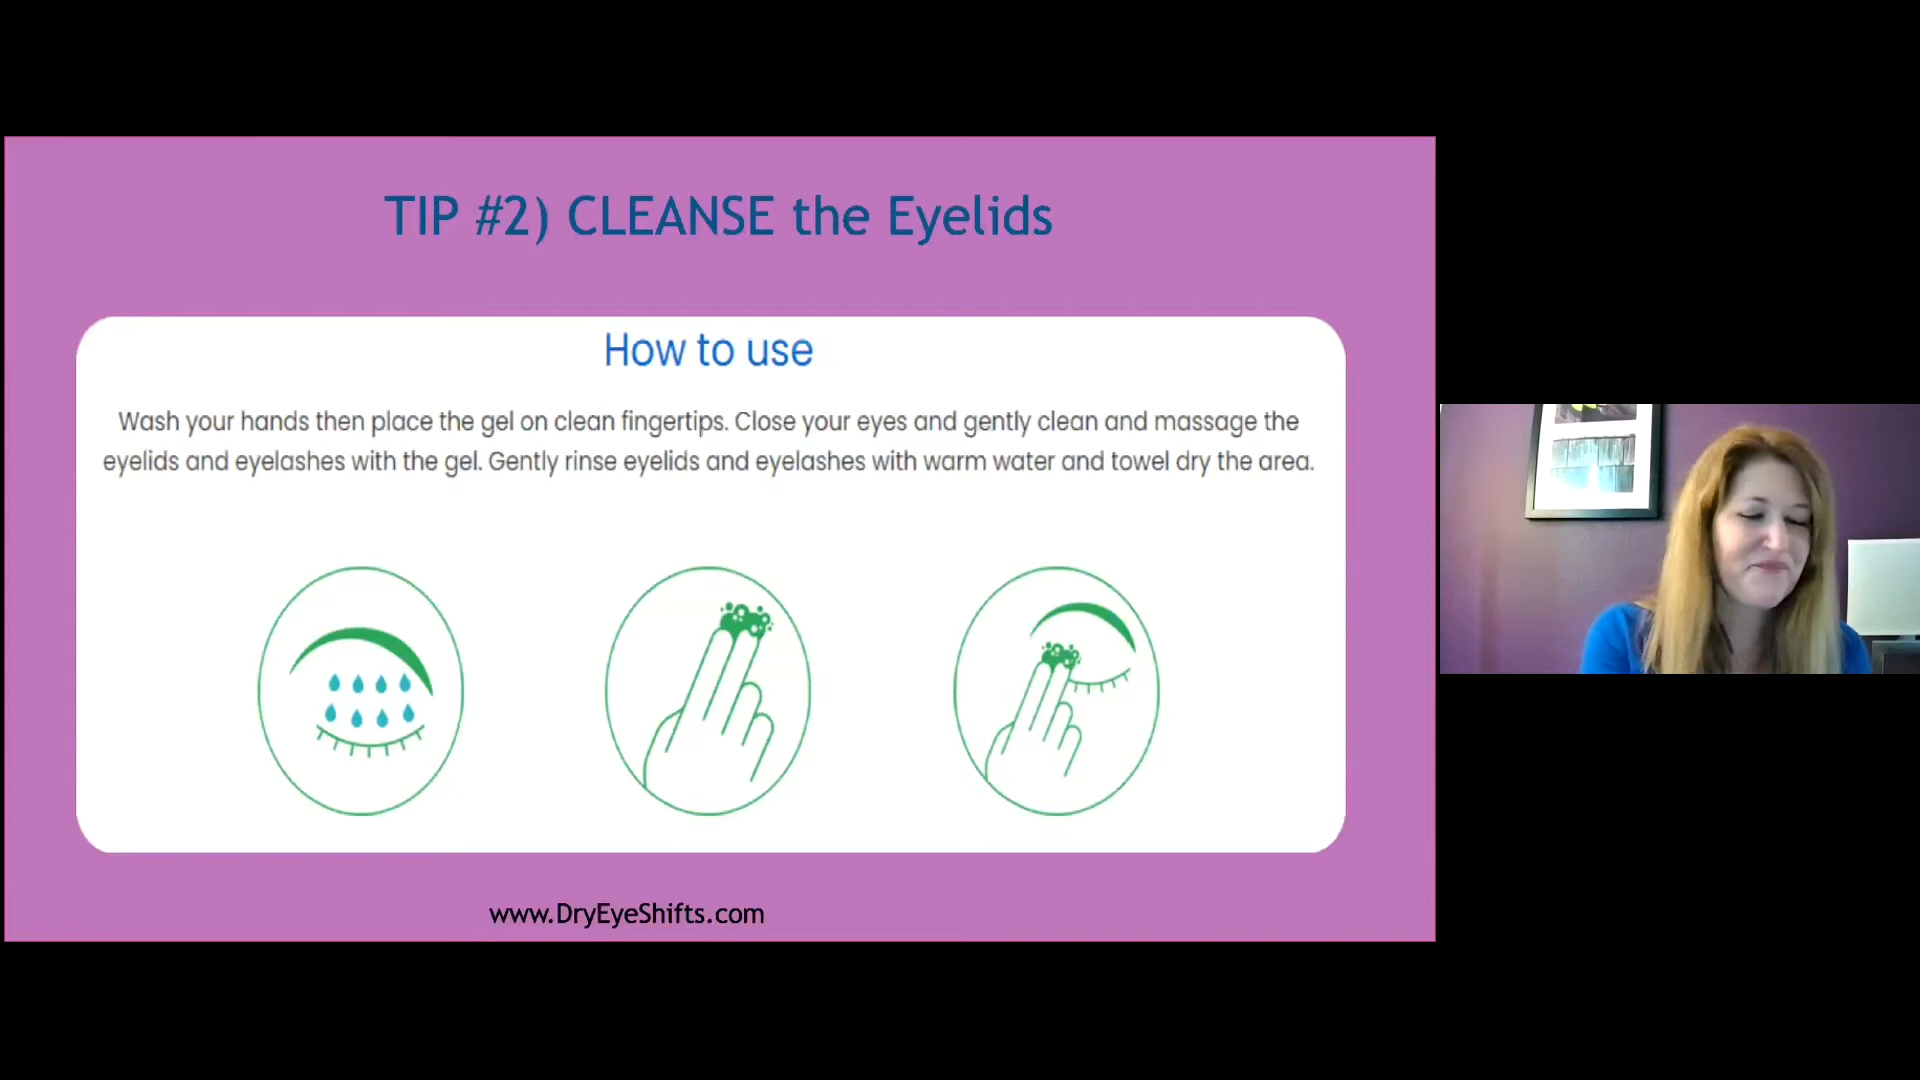 TIP #2) CLEANSE the Eyelids
How to use
Wash your hands then place the gel on clean fingertips. Close your eyes and gently clean and massage the
eyelids and eyelashes with the gel. Gently rinse eyelids and eyelashes with warm water and towel dry the area.
www.DryEyeShifts.com